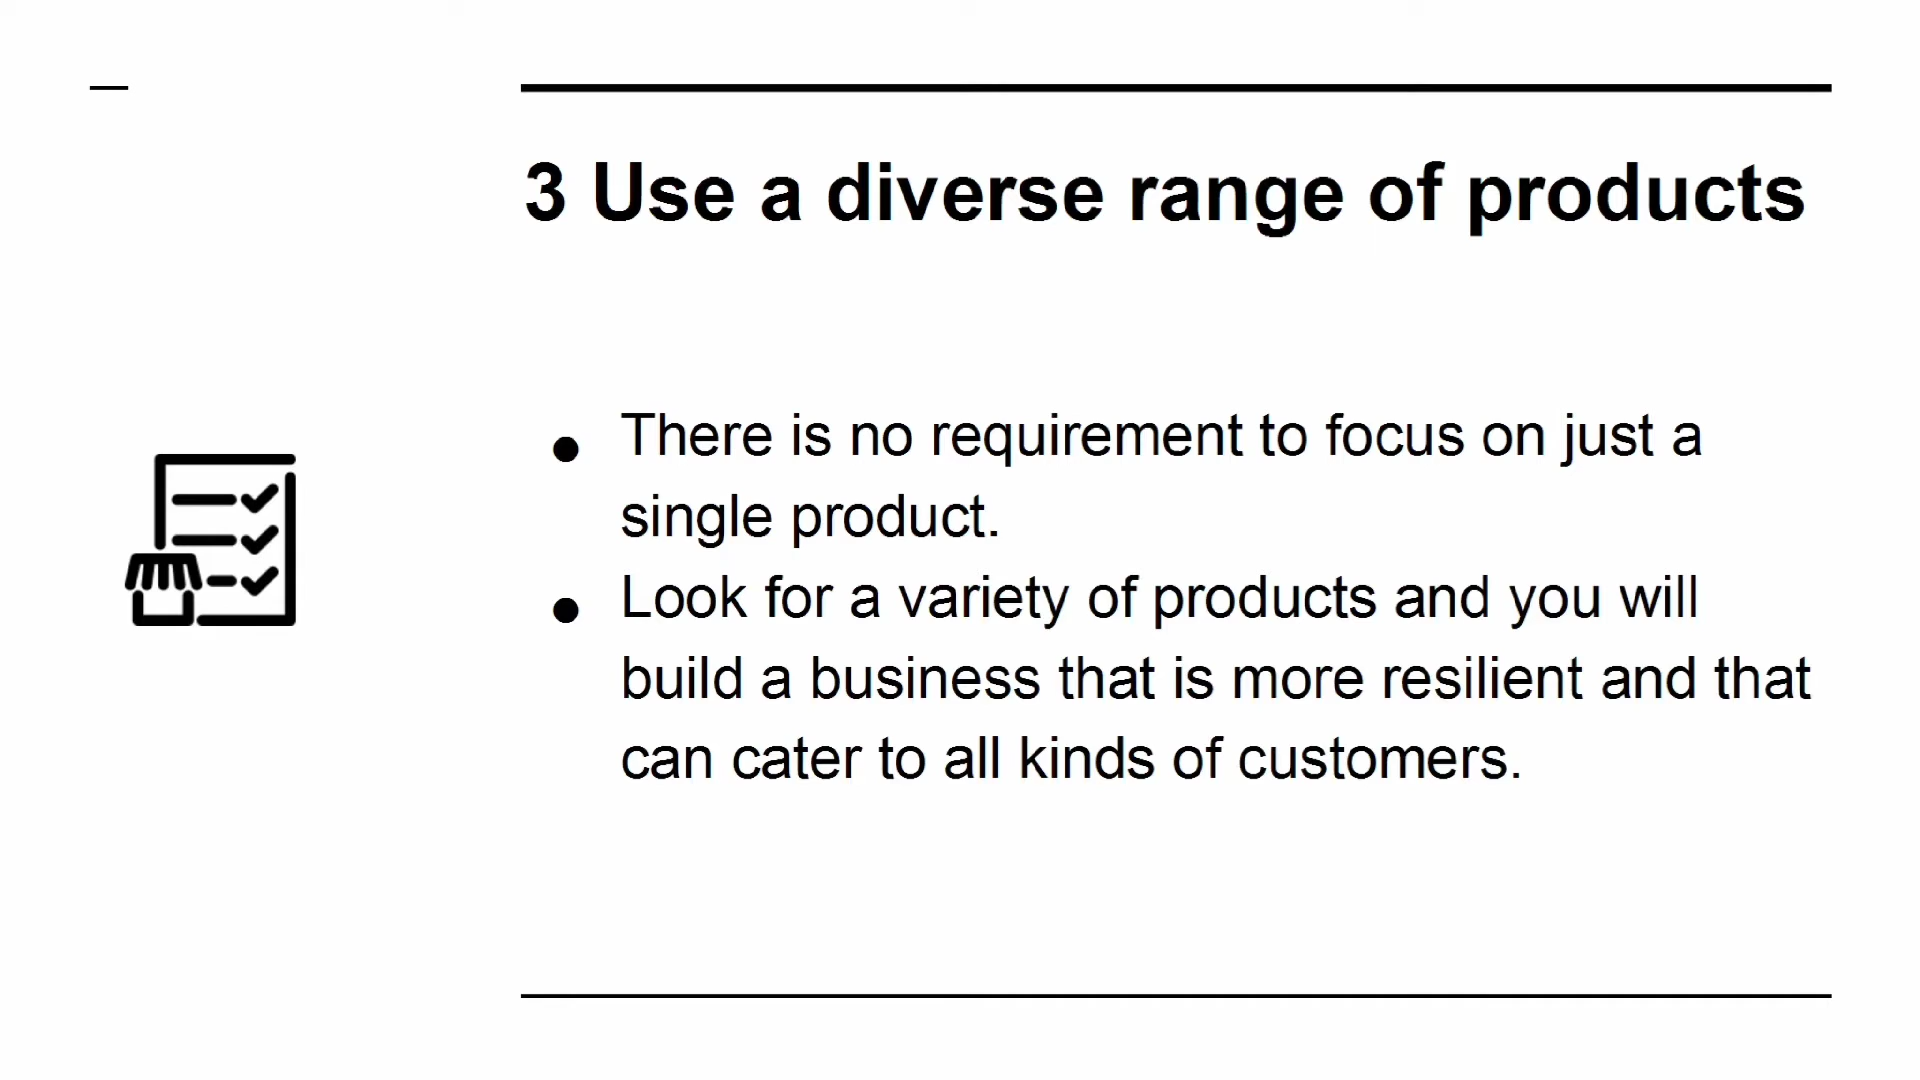 3 Use a diverse range of products
● There is no requirement to focus on just a
single product.
● Look for a variety of products and you will
build a business that is more resilient and that
can cater to all kinds of customers.